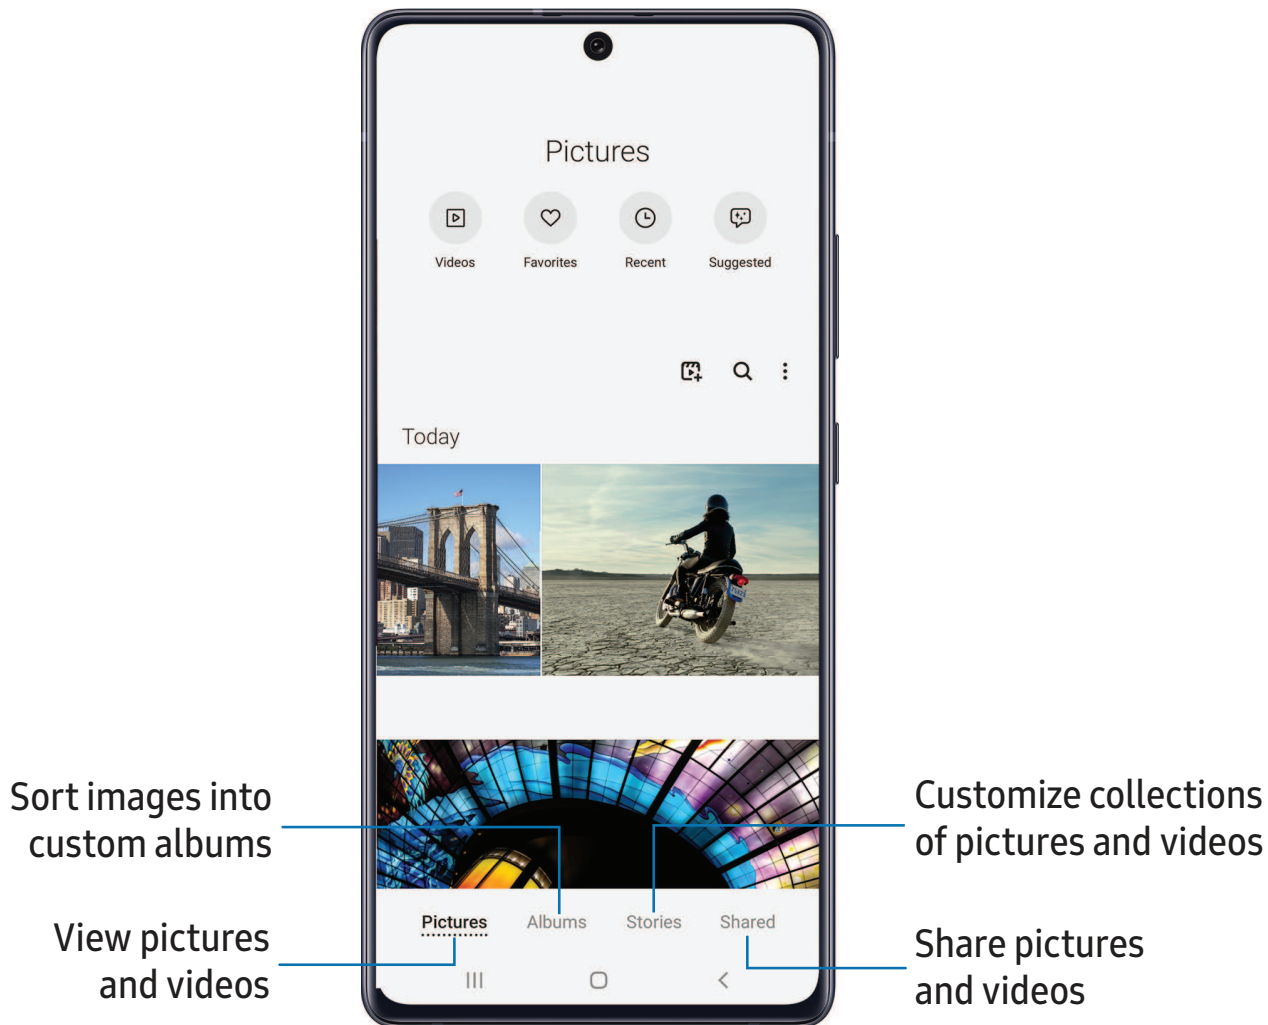 Pictures
Videos Favorites Recent Suggested
Today
Sort images into
custom albums
View pictures
and videos
Customize collections
of pictures and videos
Share pictures
and videos
Pictures Albums Stories Shared